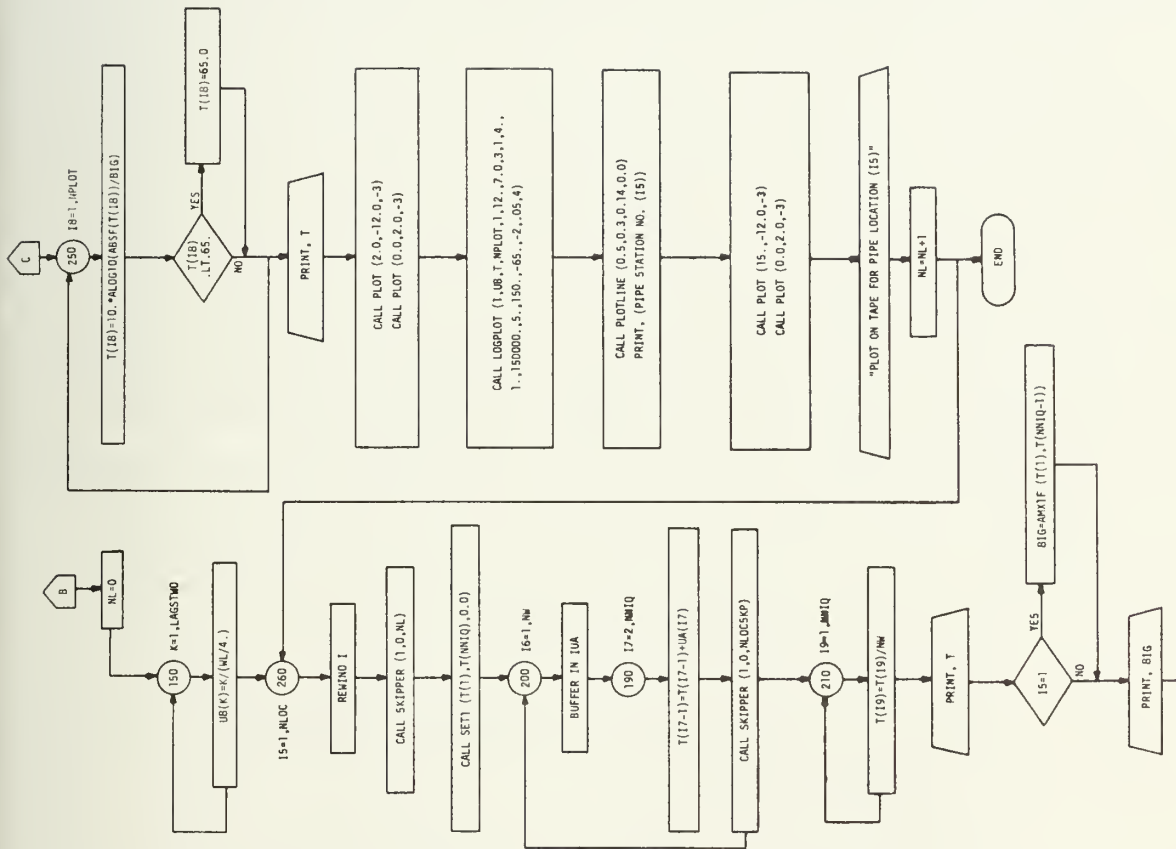 C
250
I8=1,NPLOT
T(I8)=10.*ALOG10(ABSF(T(I8))/BIG)
T(I8)
.LT.65.
YES
T(I8)=65.0
NO
PRINT, T
CALL PLOT (2.0,-12.0,-3)
CALL PLOT (0.0,2.0,-3)
CALL LOGPLOT (1,UB,T,NPLOT,1,12.,7.0,3,1,4.,
1.,150000.,5.,150.,-65.,-2.,.05,4)
CALL PLOTLINE (0.5,0.3,0.14,0.0)
PRINT, (PIPE STATION NO. (I5))
CALL PLOT (15.,-12.0,-3)
CALL PLOT (0.0,2.0,-3)
"PLOT ON TAPE FOR PIPE LOCATION (I5)"
NL=NL+1
END
B
NL=0
150
K=1,LAGSTWO
UB(K)=K/(WL/4.)
260
I5=1,NLOC
REWIND I
CALL SKIPPER (1,0,NL)
CALL SET1 (T(1),T(NNIQ),0.0)
200
I6=1,NW
BUFFER IN IUA
190
I7=2,NNIQ
T(I7-1)=T(I7-1)+UA(I7)
CALL SKIPPER (1,0,NLOCSKP)
210
I9=1,NNIQ
T(I9)=T(I9)/NW
PRINT, T
I5=1
YES
BIG=AMX1F (T(1),T(NNIQ-1))
NO
PRINT, BIG